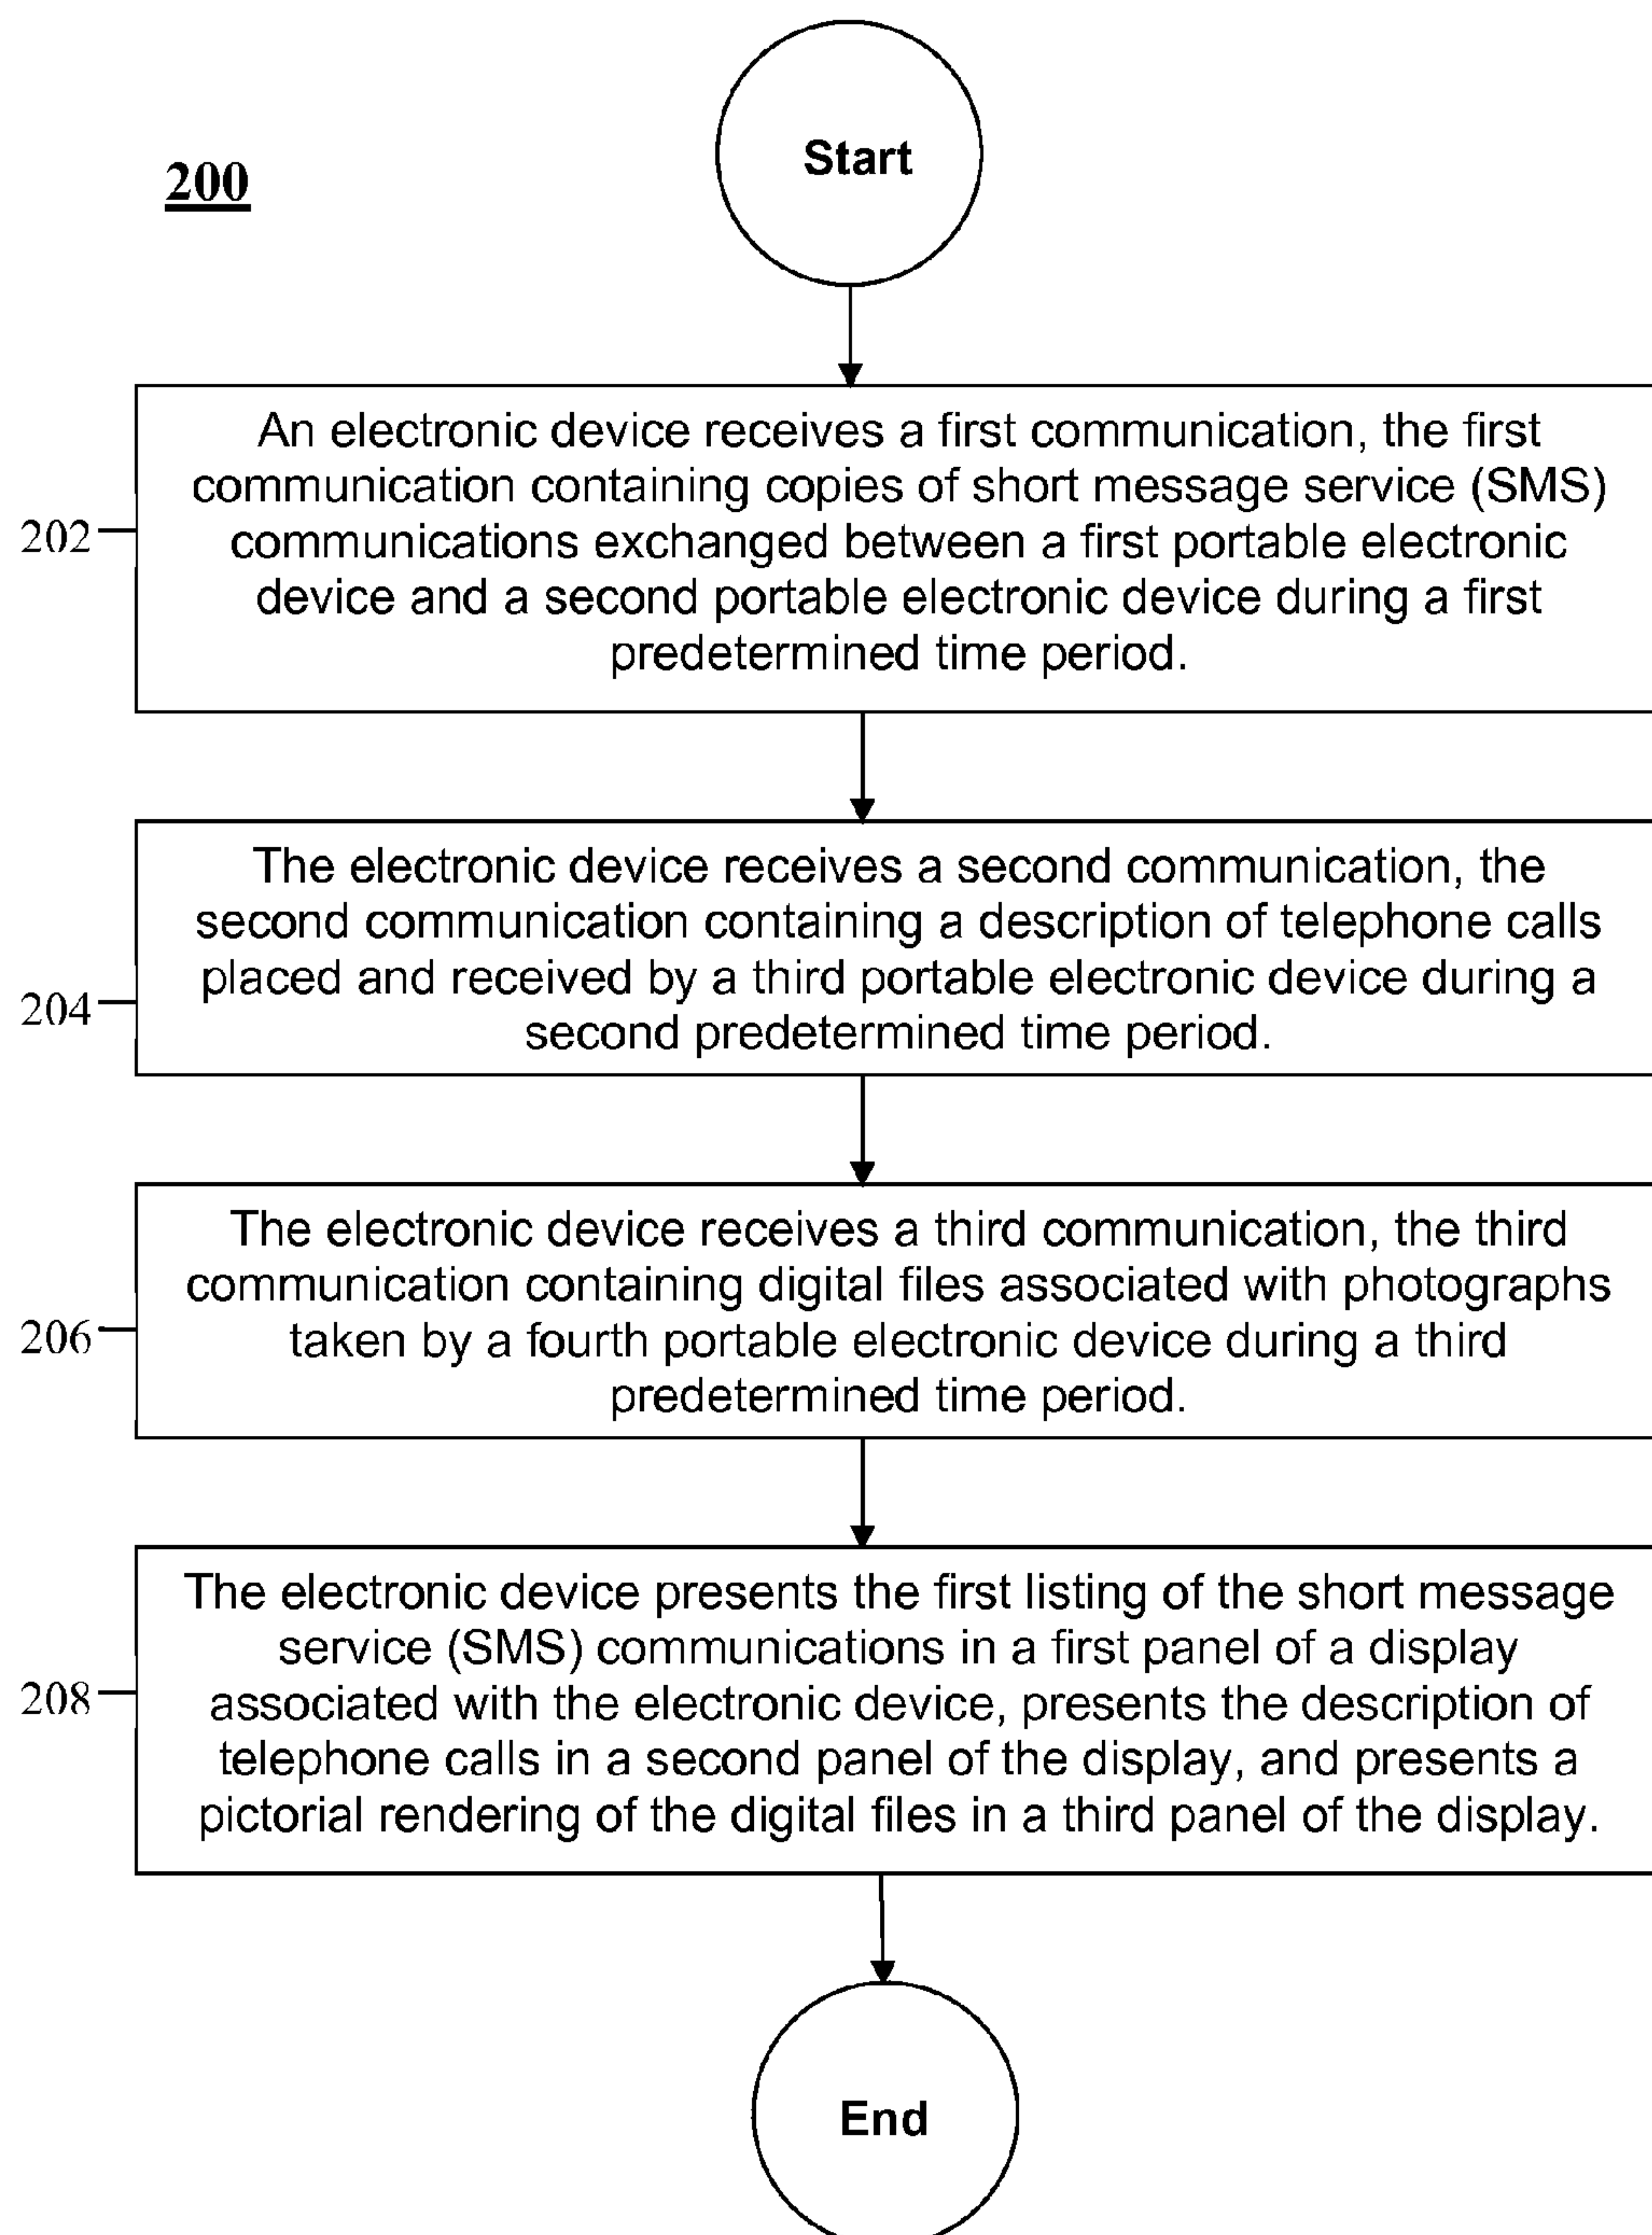 Start
200
An electronic device receives a first communication, the first
communication containing copies of short message service (SMS)
communications exchanged between a first portable electronic
device and a second portable electronic device during a first
predetermined time period.
202
The electronic device receives a second communication, the
second communication containing a description of telephone calls
placed and received by a third portable electronic device during a
second predetermined time period.
204
The electronic device receives a third communication, the third
communication containing digital files associated with photographs
taken by a fourth portable electronic device during a third
predetermined time period.
206
The electronic device presents the first listing of the short message
service (SMS) communications in a first panel of a display
associated with the electronic device, presents the description of
telephone calls in a second panel of the display, and presents a
pictorial rendering of the digital files in a third panel of the display.
208
End